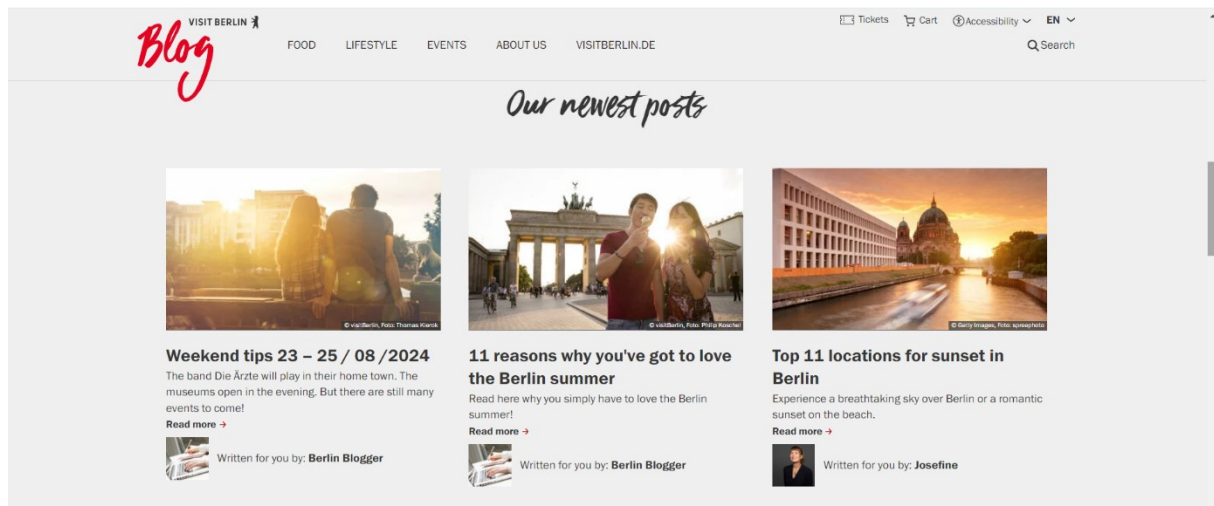 VISIT BERLIN
Blog
Tickets Cart Accessibility EN
FOOD LIFESTYLE EVENTS ABOUT US VISITBERLIN.DE
Search
Our newest posts
© visitBerlin, Foto: Thomas Kierok
Weekend tips 23 – 25 / 08 /2024
The band Die Ärzte will play in their home town. The
museums open in the evening. But there are still many
events to come!
Read more →
Written for you by: Berlin Blogger
© visitBerlin, Foto: Philip Koschel
11 reasons why you've got to love
the Berlin summer
Read here why you simply have to love the Berlin
summer!
Read more →
Written for you by: Berlin Blogger
© Getty Images, Foto: spreephoto
Top 11 locations for sunset in
Berlin
Experience a breathtaking sky over Berlin or a romantic
sunset on the beach.
Read more →
Written for you by: Josefine